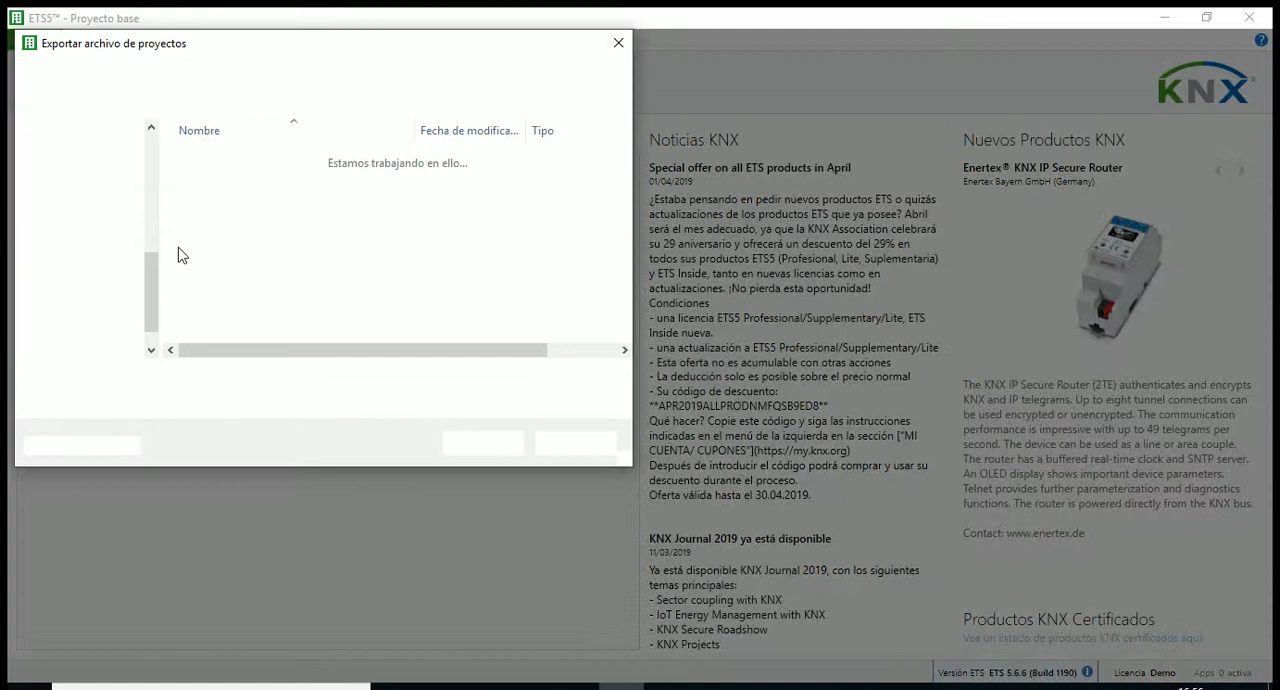 ETS5™ - Proyecto base
Exportar archivo de proyectos
Nombre
Fecha de modifica...
Tipo
Estamos trabajando en ello...
KNX
Noticias KNX
Special offer on all ETS products in April
01/04/2019
¿Estaba pensando en pedir nuevos productos ETS o quizás
actualizaciones de los productos ETS que ya posee? Abril
será el mes adecuado, ya que la KNX Association celebrará
su 29 aniversario y ofrecerá un descuento del 29% en
todos sus productos ETS5 (Profesional, Lite, Suplementaria)
y ETS Inside, tanto en nuevas licencias como en
actualizaciones. ¡No pierda esta oportunidad!
Condiciones
- una licencia ETS5 Professional/Supplementary/Lite, ETS
Inside nueva.
- una actualización a ETS5 Professional/Supplementary/Lite
- Esta oferta no es acumulable con otras acciones
- La deducción solo es posible sobre el precio normal
- Su código de descuento:
**APR2019ALLPRODNMFQSB9ED8**
Qué hacer? Copie este código y siga las instrucciones
indicadas en el menú de la izquierda en la sección ["MI
CUENTA/ CUPONES"](https://my.knx.org)
Después de introducir el código podrá comprar y usar su
descuento durante el proceso.
Oferta válida hasta el 30.04.2019.
KNX Journal 2019 ya está disponible
11/03/2019
Ya está disponible KNX Journal 2019, con los siguientes
temas principales:
- Sector coupling with KNX
- IoT Energy Management with KNX
- KNX Secure Roadshow
- KNX Projects
Nuevos Productos KNX
Enertex® KNX IP Secure Router
Enertex Bayern GmbH (Germany)
The KNX IP Secure Router (2TE) authenticates and encrypts
KNX and IP telegrams. Up to eight tunnel connections can
be used encrypted or unencrypted. The communication
performance is impressive with up to 49 telegrams per
second. The device can be used as a line or area couple.
The router has a buffered real-time clock and SNTP server.
An OLED display shows important device parameters.
Telnet provides further parameterization and diagnostics
functions. The router is powered directly from the KNX bus.
Contact: www.enertex.de
Productos KNX Certificados
Vea un listado de productos KNX certificados aquí
Versión ETS ETS 5.6.6 (Build 1190)
Licencia Demo
Apps 0 activa